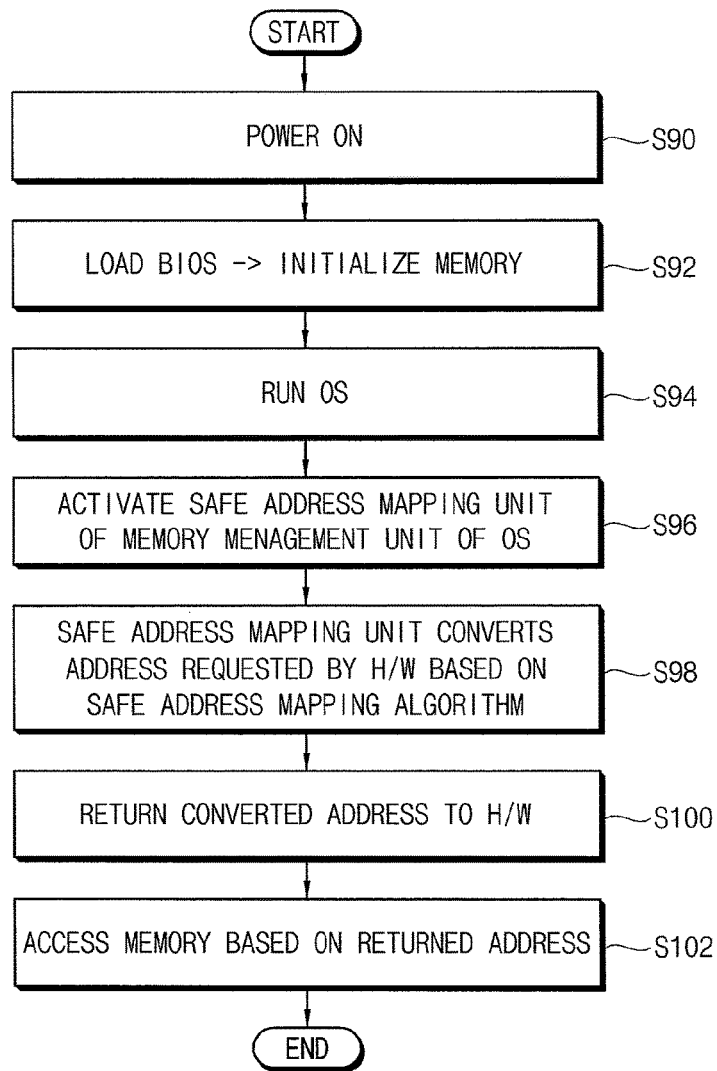 START
POWER ON
S90
LOAD BIOS -> INITIALIZE MEMORY
S92
RUN OS
S94
ACTIVATE SAFE ADDRESS MAPPING UNIT
OF MEMORY MENAGEMENT UNIT OF OS
S96
SAFE ADDRESS MAPPING UNIT CONVERTS
ADDRESS REQUESTED BY H/W BASED ON
SAFE ADDRESS MAPPING ALGORITHM
S98
RETURN CONVERTED ADDRESS TO H/W
S100
ACCESS MEMORY BASED ON RETURNED ADDRESS
S102
END